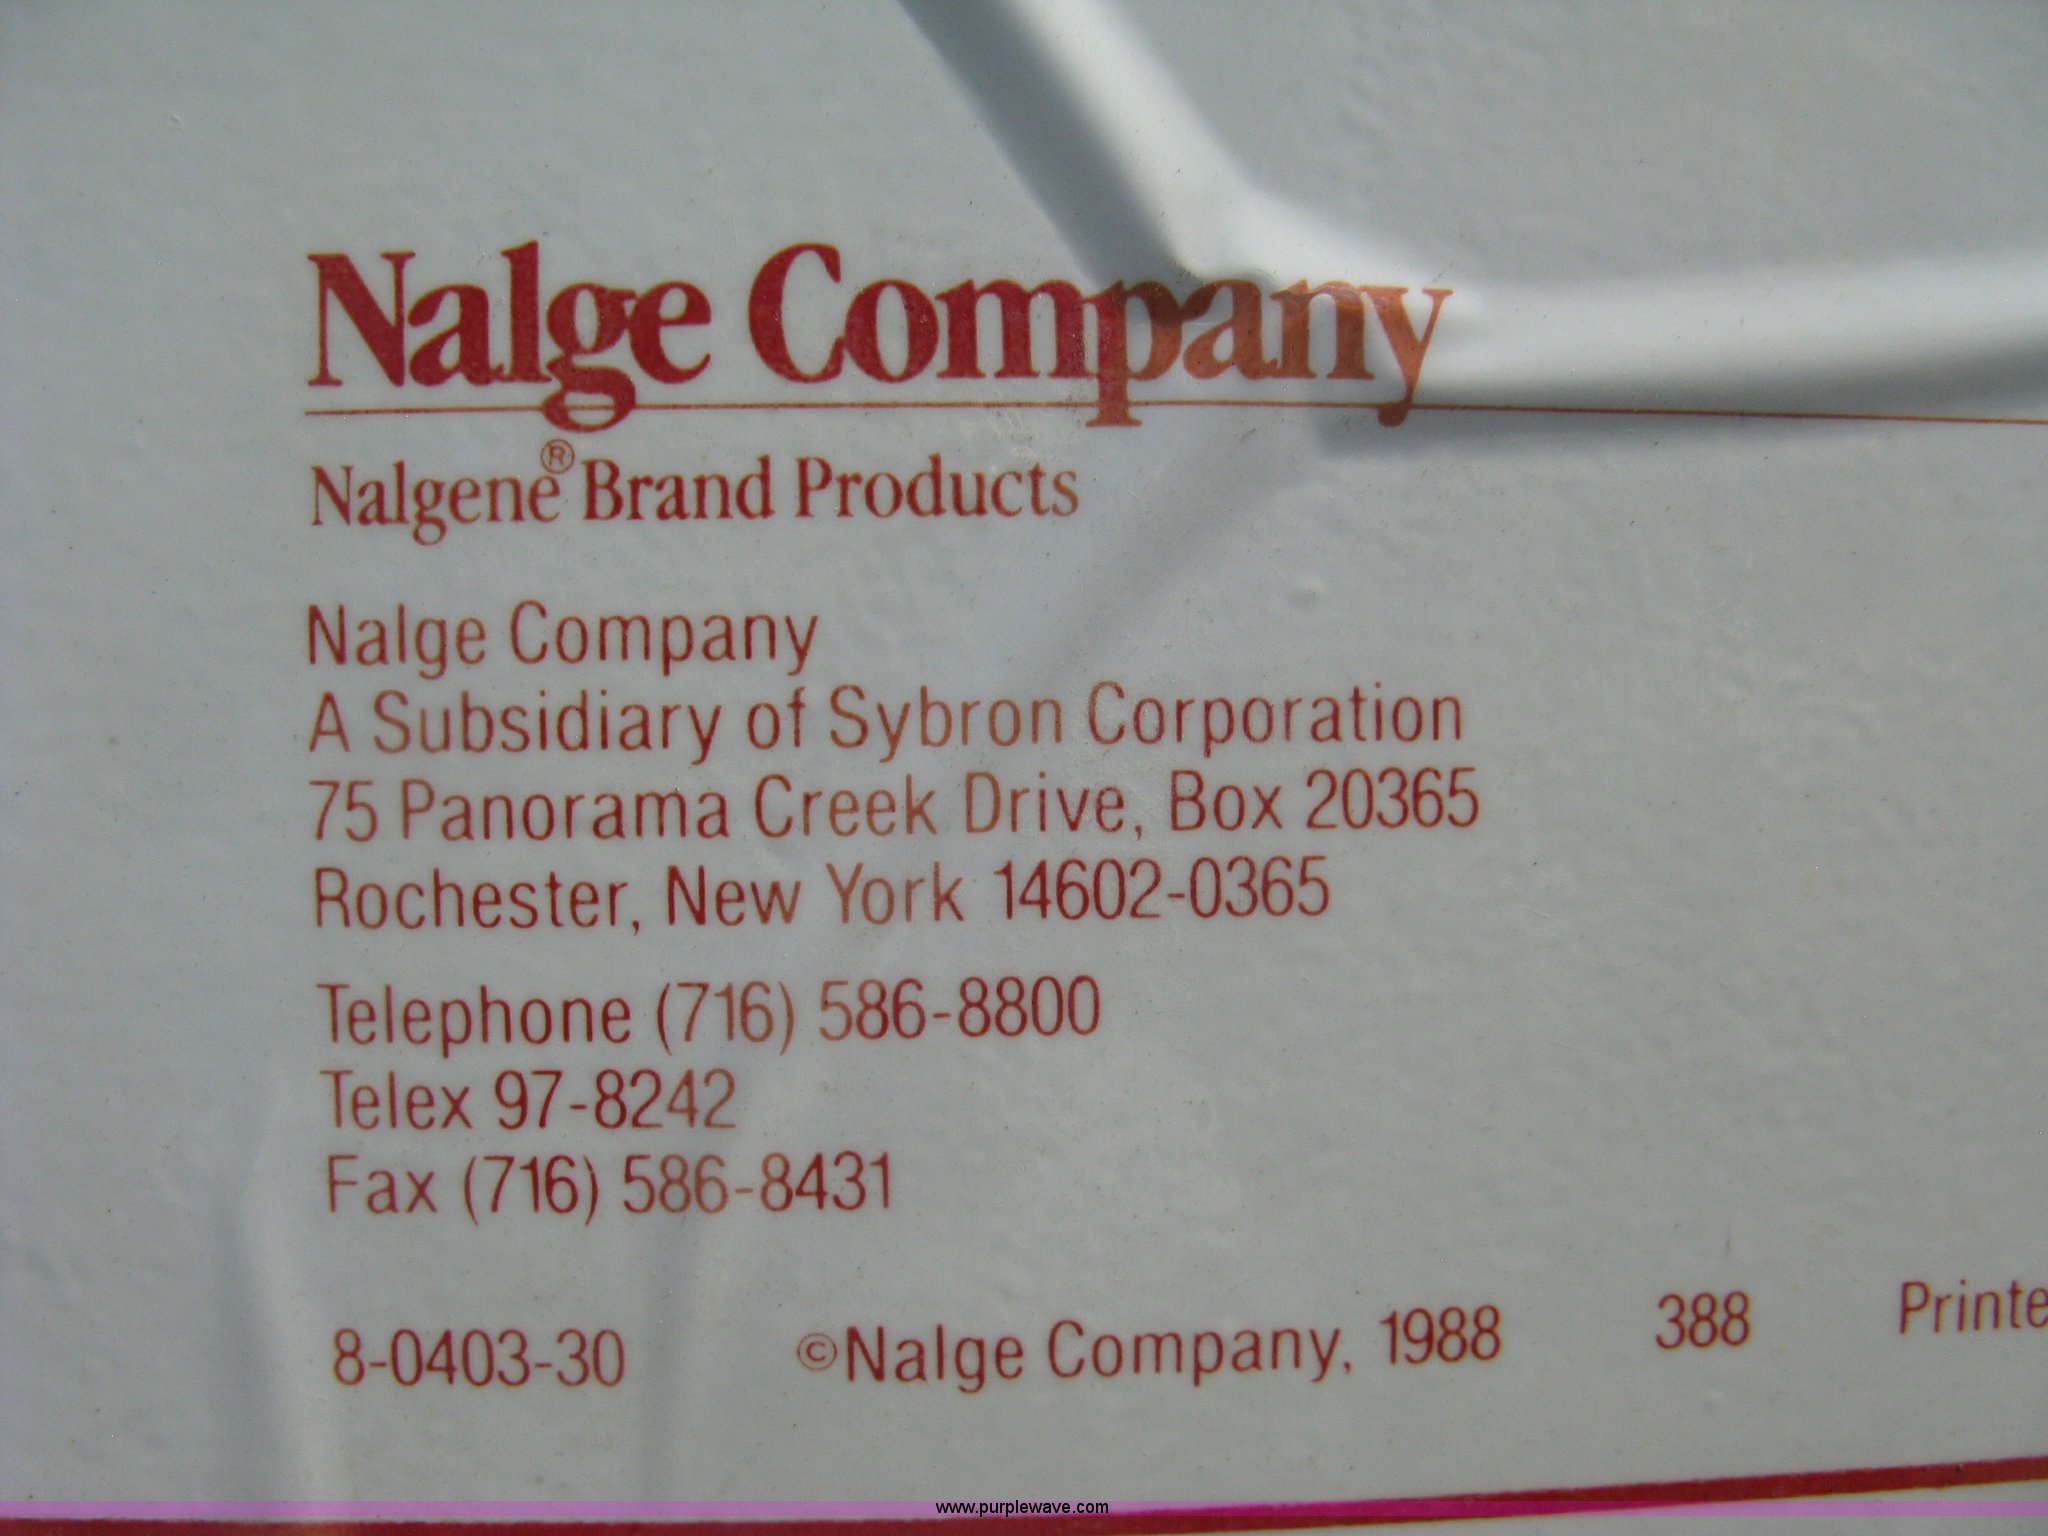 Nalge Company
Nalgene® Brand Products
Nalge Company
A Subsidiary of Sybron Corporation
75 Panorama Creek Drive, Box 20365
Rochester, New York 14602-0365
Telephone (716) 586-8800
Telex 97-8242
Fax (716) 586-8431
8-0403-30 ©Nalge Company, 1988 388 Printe
www.purplewave.com